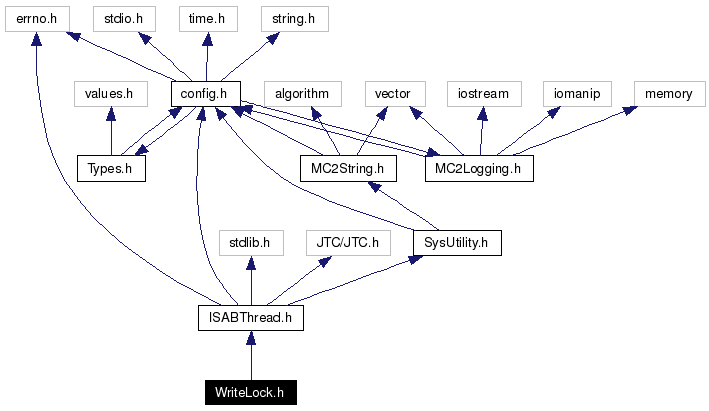 errno.h
stdio.h
time.h
string.h
values.h
config.h
algorithm
vector
iostream
iomanip
memory
Types.h
MC2String.h
MC2Logging.h
stdlib.h
JTC/JTC.h
SysUtility.h
ISABThread.h
WriteLock.h